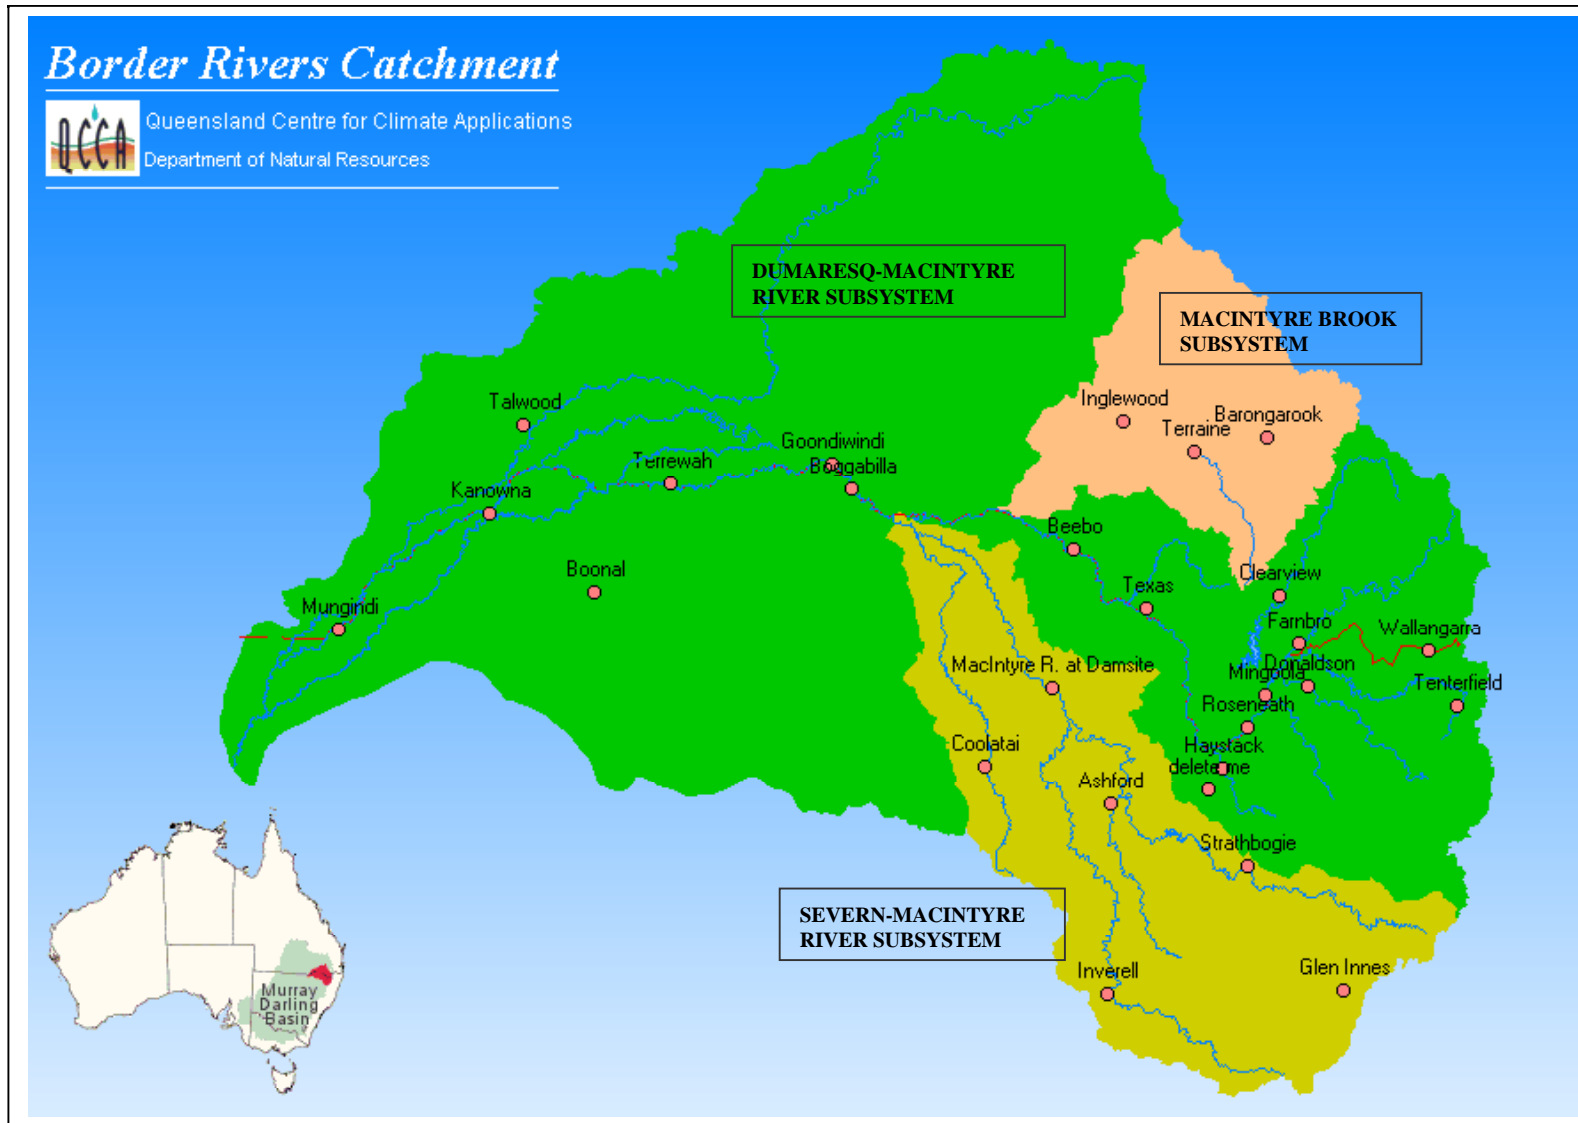 Border Rivers Catchment
QCCA
Queensland Centre for Climate Applications
Department of Natural Resources
DUMARESQ-MACINTYRE
RIVER SUBSYSTEM
MACINTYRE BROOK
SUBSYSTEM
Inglewood
Barongarook
Terraine
Talwood
Goondiwindi
Boggabilla
Terrewah
Kanowna
Beebo
Boonal
Texas
Clearview
Mungindi
Farnbro
Wallangarra
Donaldson
Mingoola
Tenterfield
MacIntyre R. at Damsite
Roseneath
Coolatai
Haystack
delete me
Ashford
Strathbogie
SEVERN-MACINTYRE
RIVER SUBSYSTEM
Inverell
Glen Innes
Murray
Darling
Basin